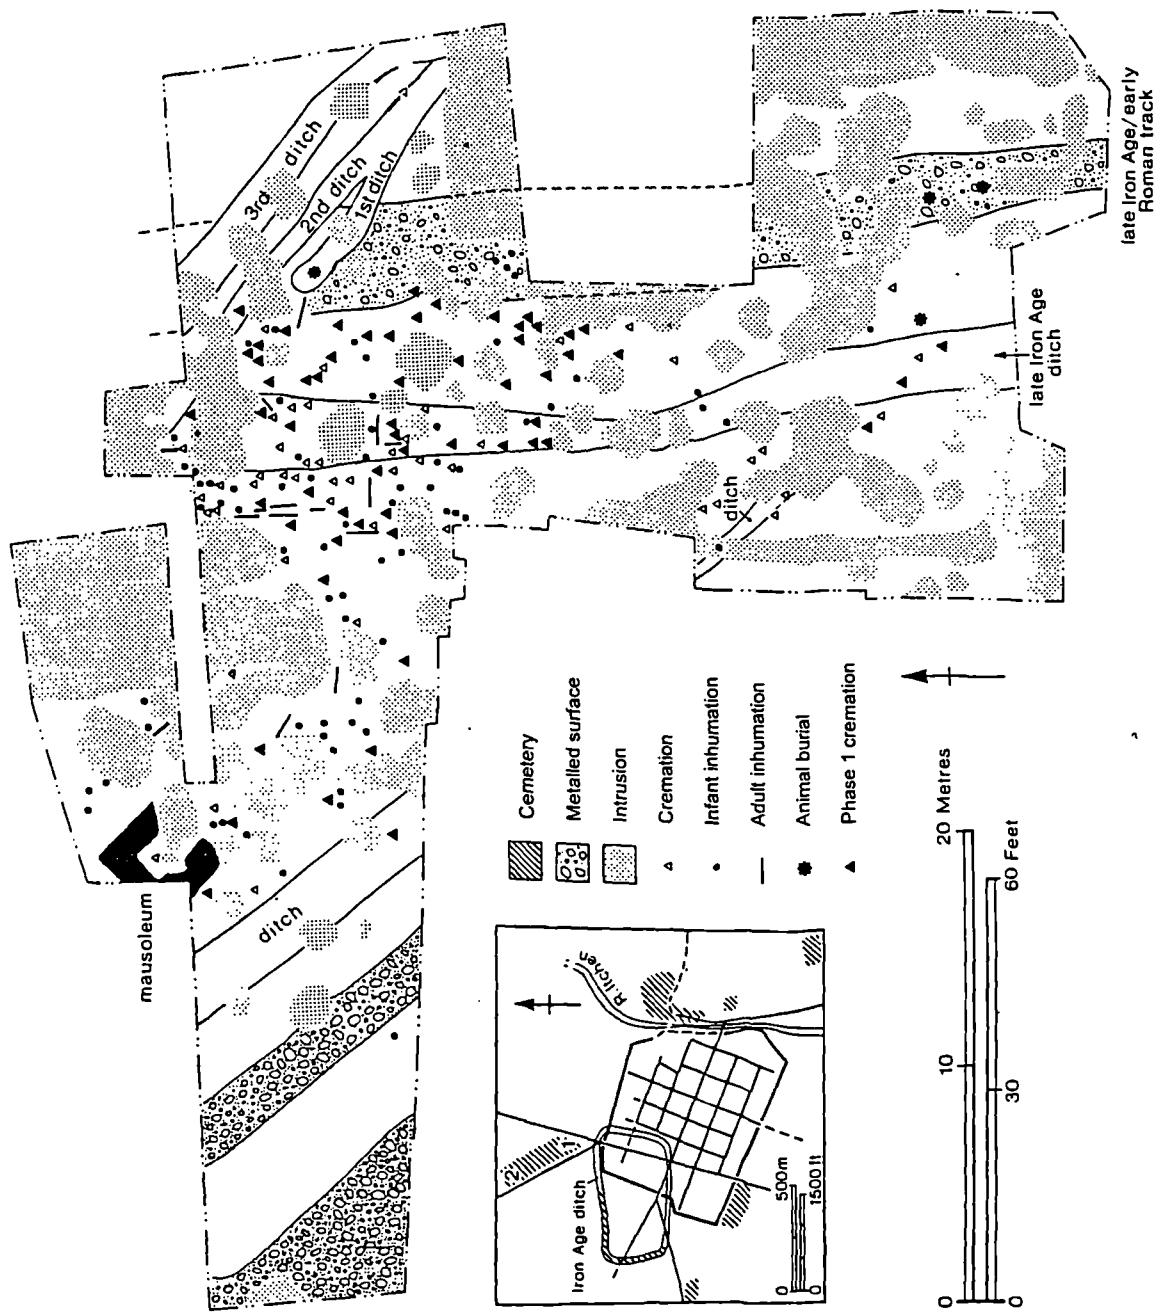 3rd
ditch
2nd ditch
1st ditch
late Iron Age/early
Roman track
late Iron Age
ditch
ditch
mausoleum
ditch
Cemetery
Metalled surface
Intrusion
Cremation
Infant inhumation
Adult inhumation
Animal burial
Phase 1 cremation
R. Itchen
Iron Age ditch
2
1
0
500m
0
1500ft
0
10
20 Metres
0
30
60 Feet